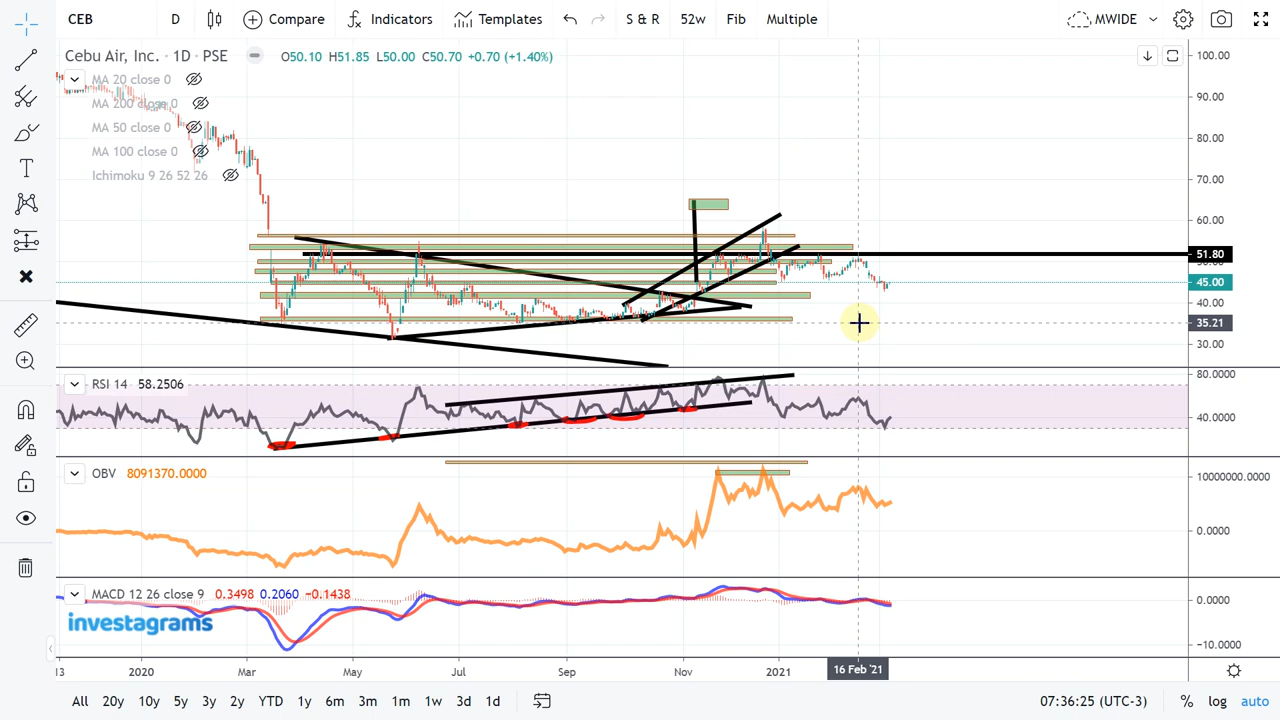 CEB D Compare Indicators Templates S & R 52w Fib Multiple MWIDE
Cebu Air, Inc. · 1D · PSE O50.10 H51.85 L50.00 C50.70 +0.70 (+1.40%)
MA 20 close 0
MA 200 close 0
MA 50 close 0
MA 100 close 0
Ichimoku 9 26 52 26
100.00
90.00
80.00
70.00
60.00
51.80
45.00
40.00
35.21
30.00
RSI 14 58.2506
80.0000
40.0000
OBV 8091370.0000
10000000.0000
0.0000
MACD 12 26 close 9 0.3498 0.2060 −0.1438
0.0000
−10.0000
investagrams
13 2020 Mar May Jul Sep Nov 2021 16 Feb '21
All 20y 10y 5y YTD 3y 2y 1y 6m 3m 1m 1w 3d 1d 07:36:25 (UTC-3) % log auto